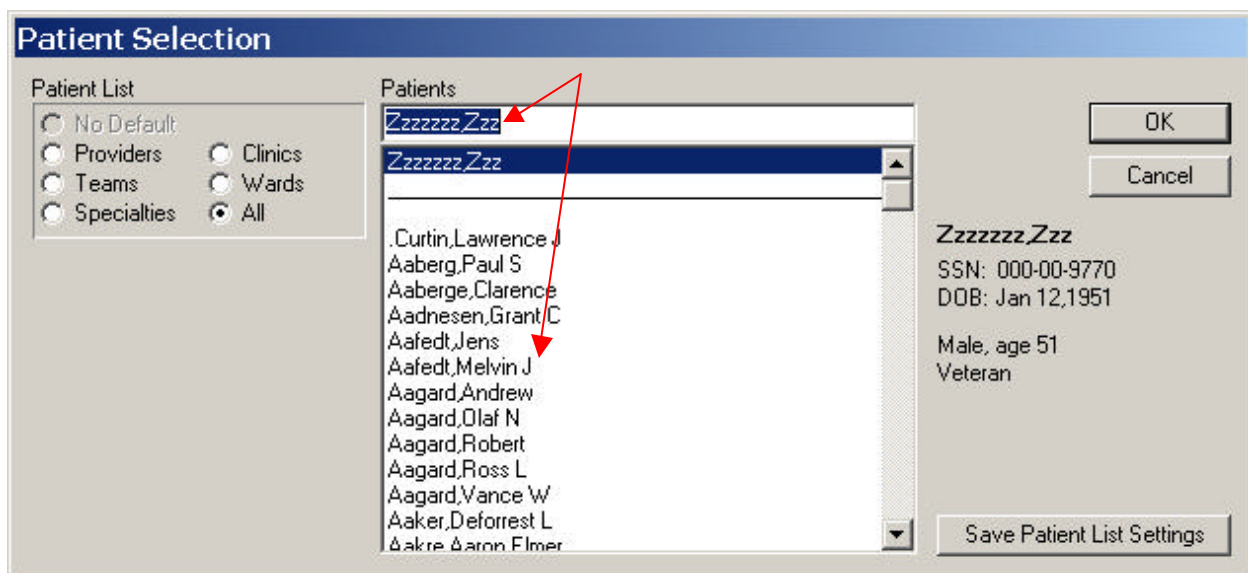 Patient Selection
Patient List
No Default
Providers
Clinics
Teams
Wards
Specialties
All
Patients
Zzzzzzz,Zzz
Zzzzzzz,Zzz
.Curtin,Lawrence J
Aaberg,Paul S
Aaberge,Clarence
Aadnesen,Grant C
Aafedt,Jens
Aafedt,Melvin J
Aagard,Andrew
Aagard,Olaf N
Aagard,Robert
Aagard,Ross L
Aagard,Vance W
Aaker,Deforrest L
Aakre,Aaron Elmer
OK
Cancel
Zzzzzzz,Zzz
SSN: 000-00-9770
DOB: Jan 12,1951
Male, age 51
Veteran
Save Patient List Settings